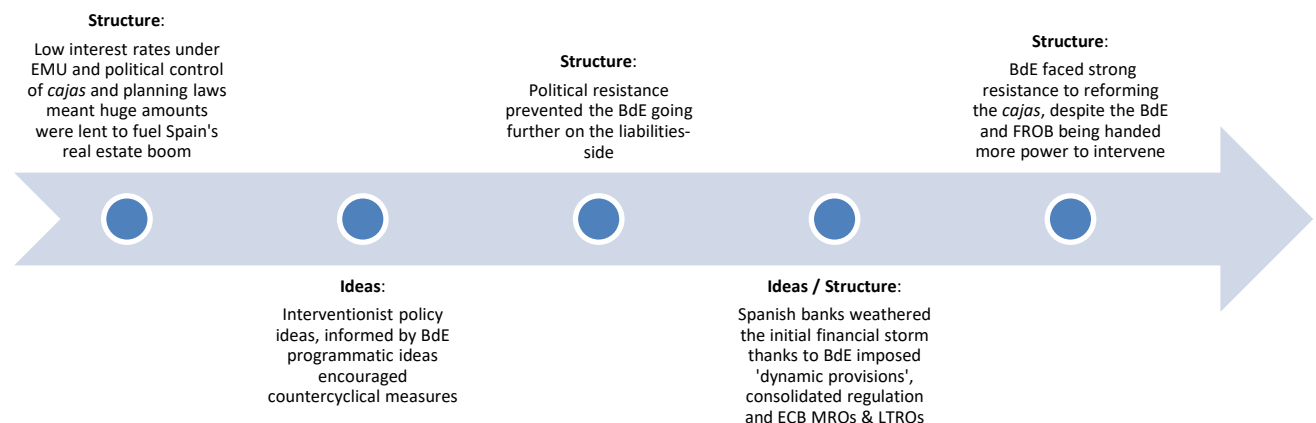 Structure:
Low interest rates under
EMU and political control
of cajas and planning laws
meant huge amounts
were lent to fuel Spain's
real estate boom
Ideas:
Interventionist policy
ideas, informed by BdE
programmatic ideas
encouraged
countercyclical measures
Structure:
Political resistance
prevented the BdE going
further on the liabilities-
side
Ideas / Structure:
Spanish banks weathered
the initial financial storm
thanks to BdE imposed
'dynamic provisions',
consolidated regulation
and ECB MROs & LTROs
Structure:
BdE faced strong
resistance to reforming
the cajas, despite the BdE
and FROB being handed
more power to intervene